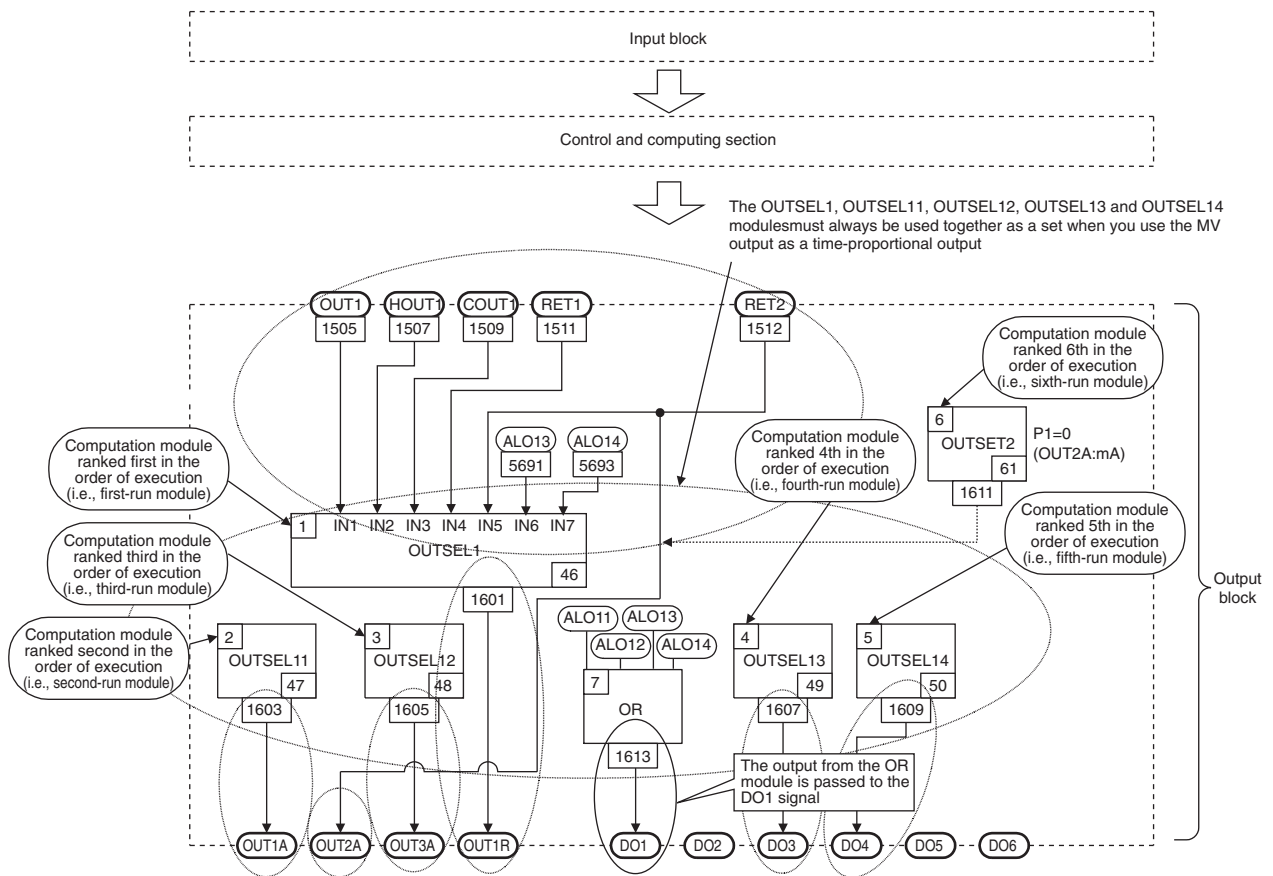 Input block
Control and computing section
The OUTSEL1, OUTSEL11, OUTSEL12, OUTSEL13 and OUTSEL14
modulesmust always be used together as a set when you use the MV
output as a time-proportional output
OUT1 HOUT1 COUT1 RET1 RET2
1505 1507 1509 1511 1512
Computation module
ranked 6th in the
order of execution
(i.e., sixth-run module)
6
OUTSET2
61
1611
P1=0
(OUT2A:mA)
Computation module
ranked first in the
order of execution
(i.e., first-run module)
ALO13 ALO14
5691 5693
Computation module
ranked 4th in the
order of execution
(i.e., fourth-run module)
1 IN1 IN2 IN3 IN4 IN5 IN6 IN7
OUTSEL1
46
1601
Computation module
ranked 5th in the
order of execution
(i.e., fifth-run module)
Computation module
ranked third in the
order of execution
(i.e., third-run module)
Output
block
Computation module
ranked second in the
order of execution
(i.e., second-run module)
2
OUTSEL11
47
1603
3
OUTSEL12
48
1605
ALO11 ALO13
ALO12 ALO14
7
OR
1613
4
OUTSEL13
49
1607
5
OUTSEL14
50
1609
The output from the OR
module is passed to the
DO1 signal
OUT1A OUT2A OUT3A OUT1R DO1 DO2 DO3 DO4 DO5 DO6